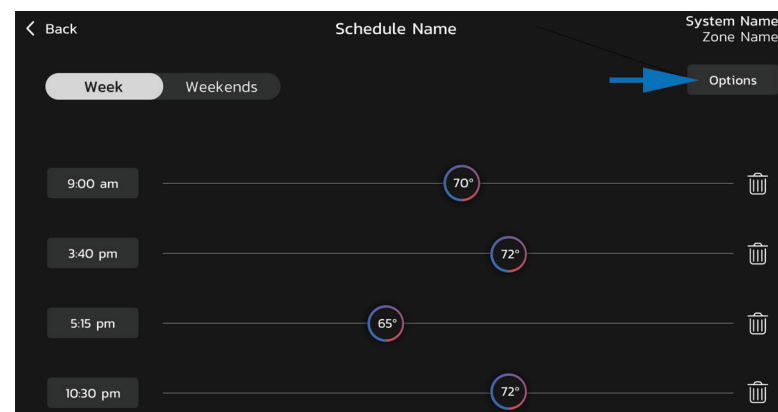 Back
Schedule Name
System Name
Zone Name
Week
Weekends
Options
9:00 am
70°
3:40 pm
72°
5:15 pm
65°
10:30 pm
72°